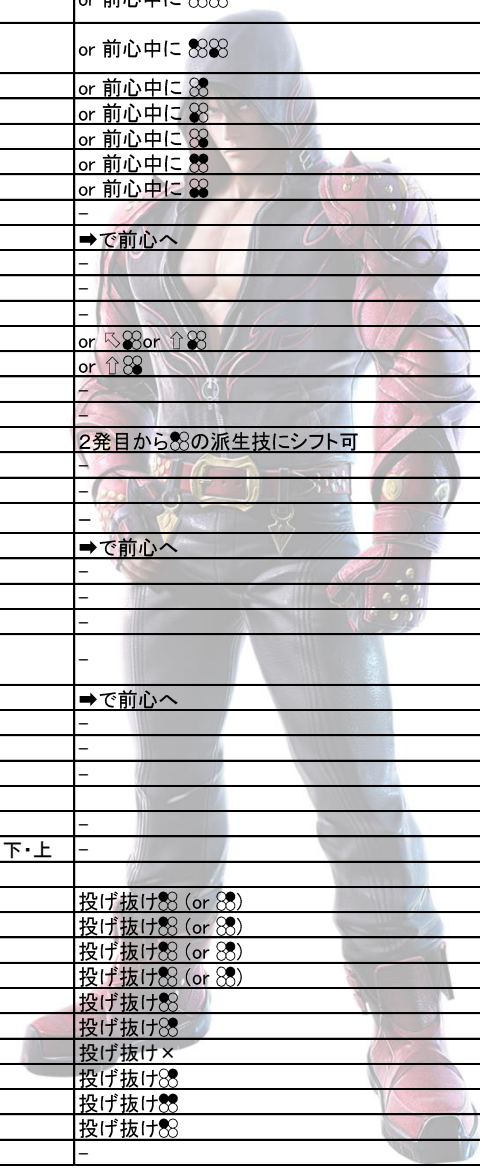 or 前心中に
or 前心中に
or 前心中に
or 前心中に
or 前心中に
or 前心中に
or 前心中に
-
➡で前心へ
-
-
-
or ⇖ or ⇧
or ⇧
-
-
2発目からの派生技にシフト可
-
-
-
➡で前心へ
-
-
-
-
➡で前心へ
-
-
-
-
下・上 -
投げ抜け (or )
投げ抜け (or )
投げ抜け (or )
投げ抜け (or )
投げ抜け
投げ抜け
投げ抜け×
投げ抜け
投げ抜け
投げ抜け
-